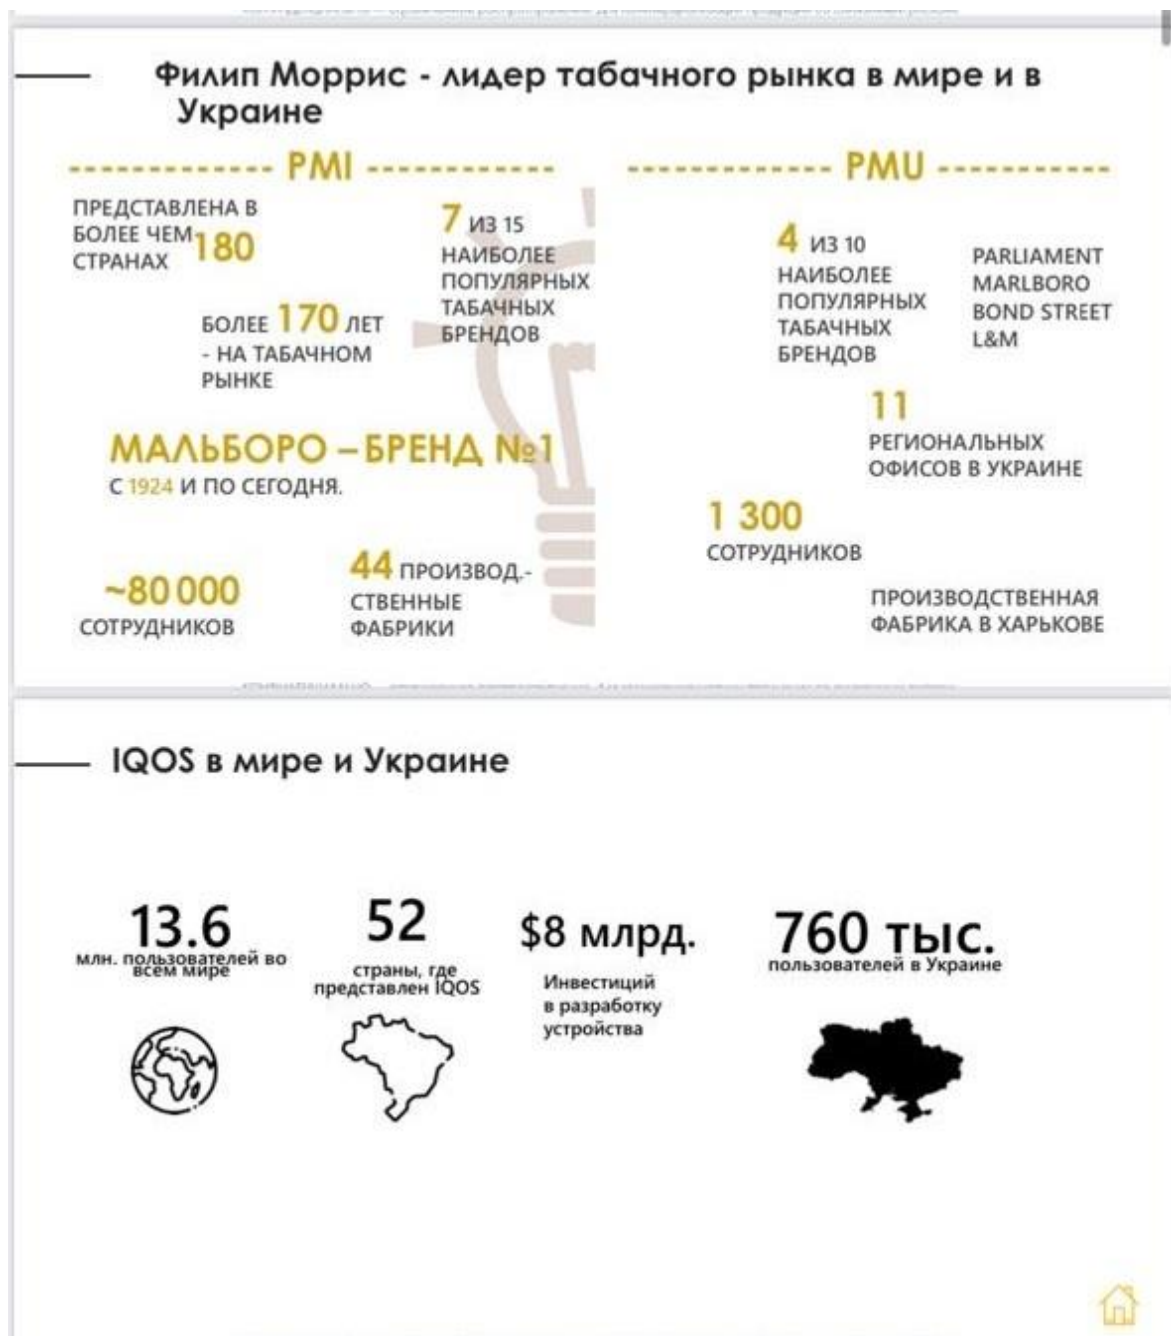 Филип Моррис - лидер табачного рынка в мире и в
Украине
PMI
ПРЕДСТАВЛЕНА В
БОЛЕЕ ЧЕМ 180
СТРАНАХ
7 ИЗ 15
НАИБОЛЕЕ
ПОПУЛЯРНЫХ
ТАБАЧНЫХ
БРЕНДОВ
БОЛЕЕ 170 ЛЕТ
- НА ТАБАЧНОМ
РЫНКЕ
МАЛЬБОРО – БРЕНД №1
С 1924 И ПО СЕГОДНЯ.
~80 000
СОТРУДНИКОВ
44 ПРОИЗВОД.-
СТВЕННЫЕ
ФАБРИКИ
PMU
4 ИЗ 10
НАИБОЛЕЕ
ПОПУЛЯРНЫХ
ТАБАЧНЫХ
БРЕНДОВ
PARLIAMENT
MARLBORO
BOND STREET
L&M
11
РЕГИОНАЛЬНЫХ
ОФИСОВ В УКРАИНЕ
1 300
СОТРУДНИКОВ
ПРОИЗВОДСТВЕННАЯ
ФАБРИКА В ХАРЬКОВЕ
IQOS в мире и Украине
13.6
млн. пользователей во
всем мире
52
страны, где
представлен IQOS
$8 млрд.
Инвестиций
в разработку
устройства
760 тыс.
пользователей в Украине